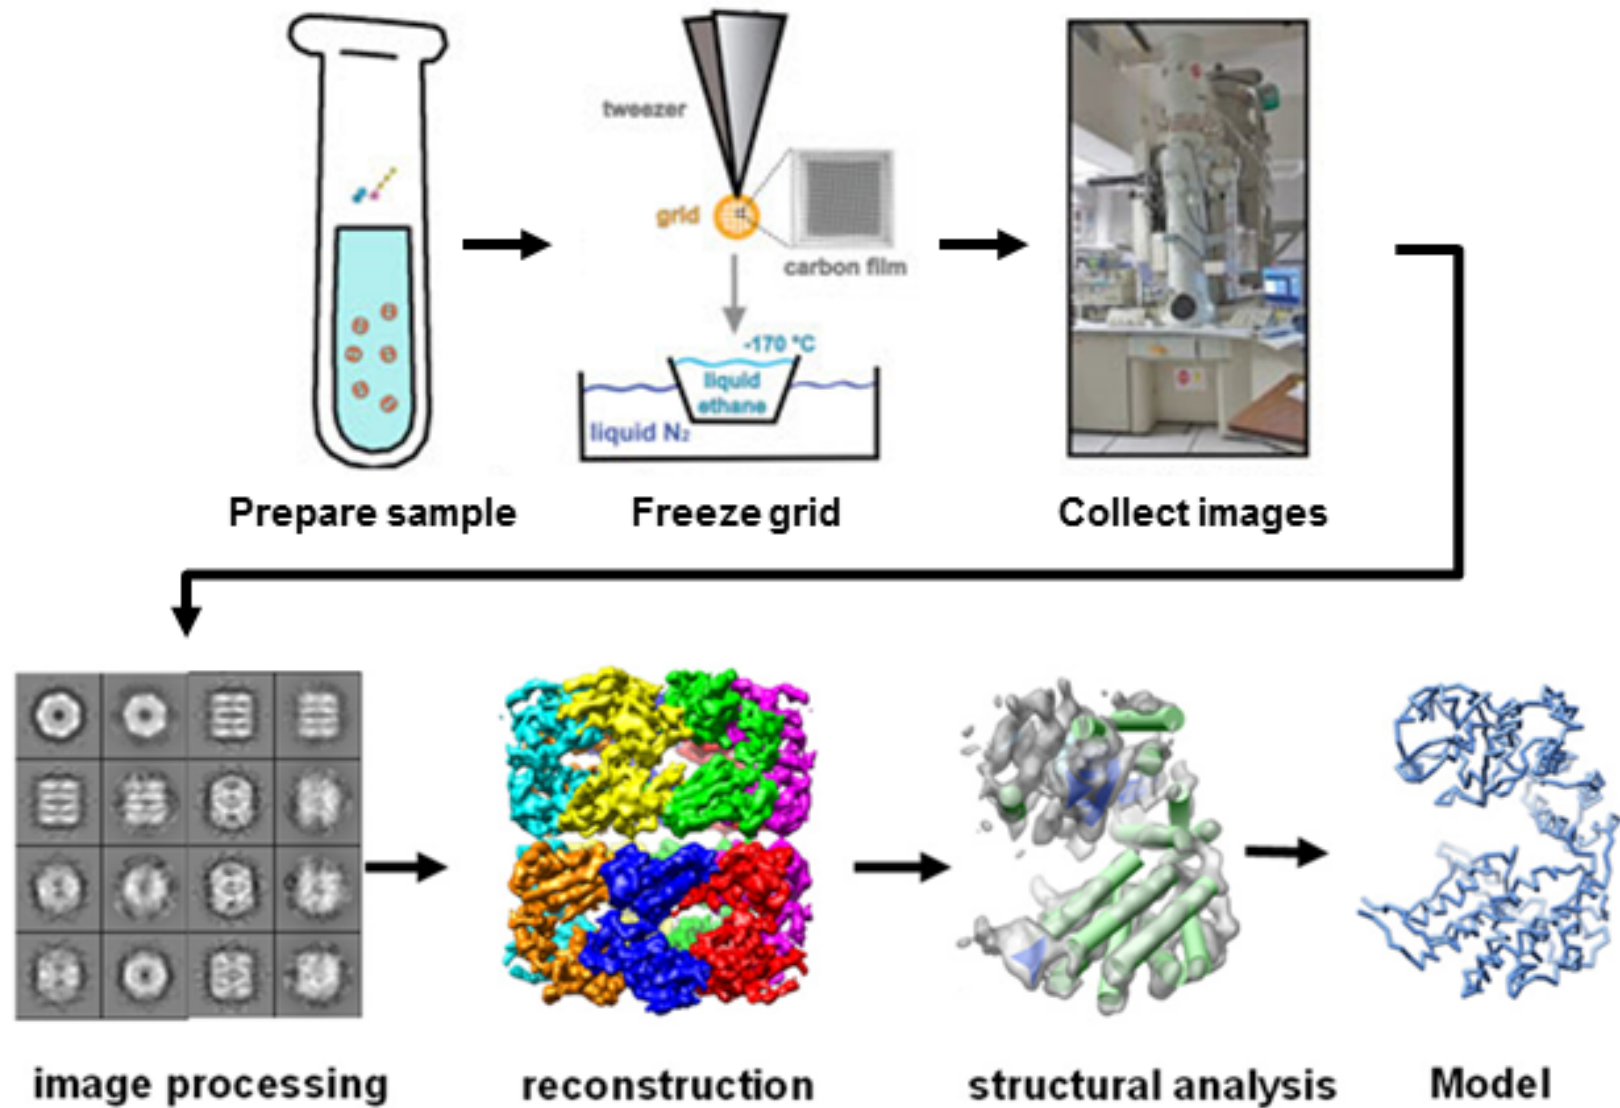 tweezer
grid
carbon film
-170 °C
liquid
ethane
liquid N₂
Prepare sample
Freeze grid
Collect images
image processing
reconstruction
structural analysis
Model